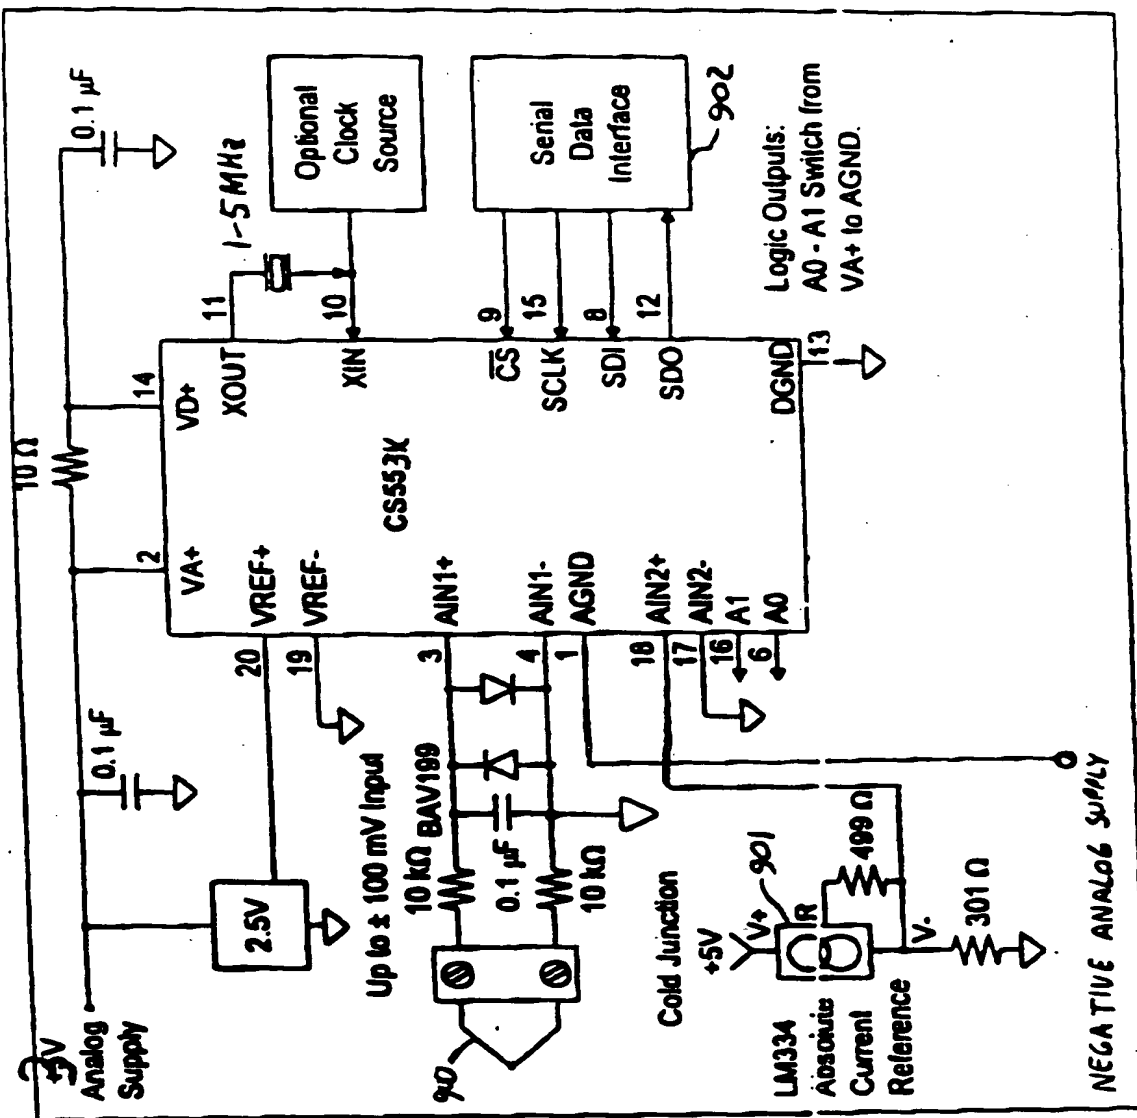 +3V
Analog
Supply
2.5V
0.1 µF
10 Ω
0.1 µF
2
14
VA+
VD+
20
VREF+
19
VREF-
XOUT
11
1-5MHz
Optional
Clock
Source
XIN
10
CS553K
Up to ± 100 mV Input
10 kΩ
BAV199
0.1 µF
10 kΩ
90
3
AIN1+
4
AIN1-
1
AGND
18
AIN2+
17
AIN2-
16
A1
6
A0
CS
9
SCLK
15
SDI
8
SDO
12
DGND
13
Serial
Data
Interface
902
Logic Outputs:
A0 - A1 Switch from
VA+ to AGND.
Cold Junction
+5V
V+
901
R
499 Ω
V-
301 Ω
LM334
Absolute
Current
Reference
NEGATIVE ANALOG SUPPLY